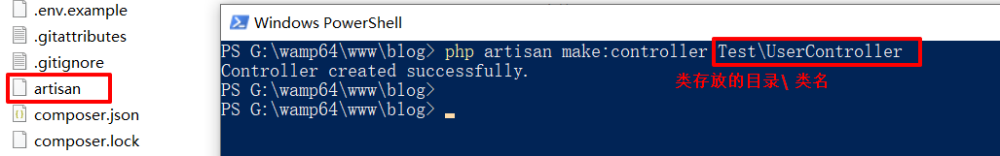 .env.example
.gitattributes
.gitignore
artisan
composer.json
composer.lock
Windows PowerShell
PS G:\wamp64\www\blog> php artisan make:controller Test\UserController
Controller created successfully.
PS G:\wamp64\www\blog>
PS G:\wamp64\www\blog>
类存放的目录\ 类名